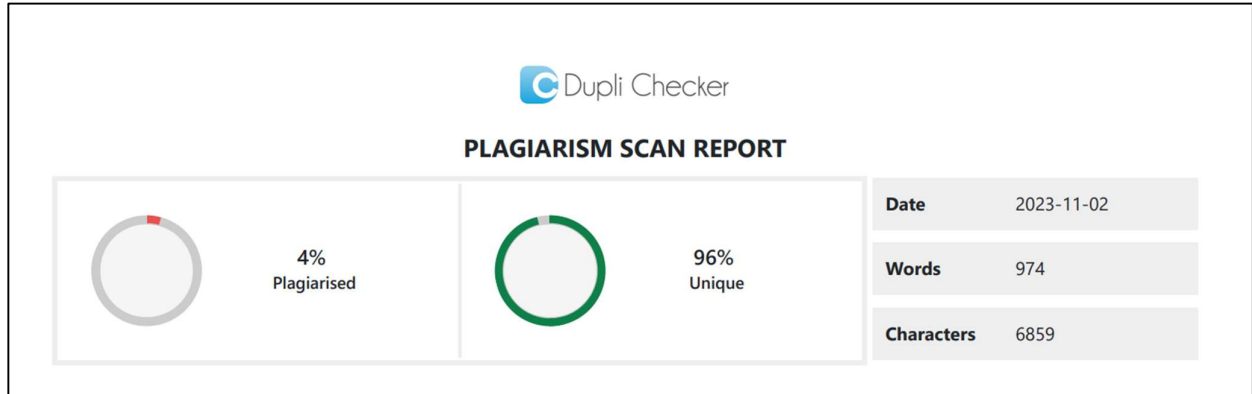 Dupli Checker
PLAGIARISM SCAN REPORT
4%
Plagiarised
96%
Unique
Date 2023-11-02
Words 974
Characters 6859